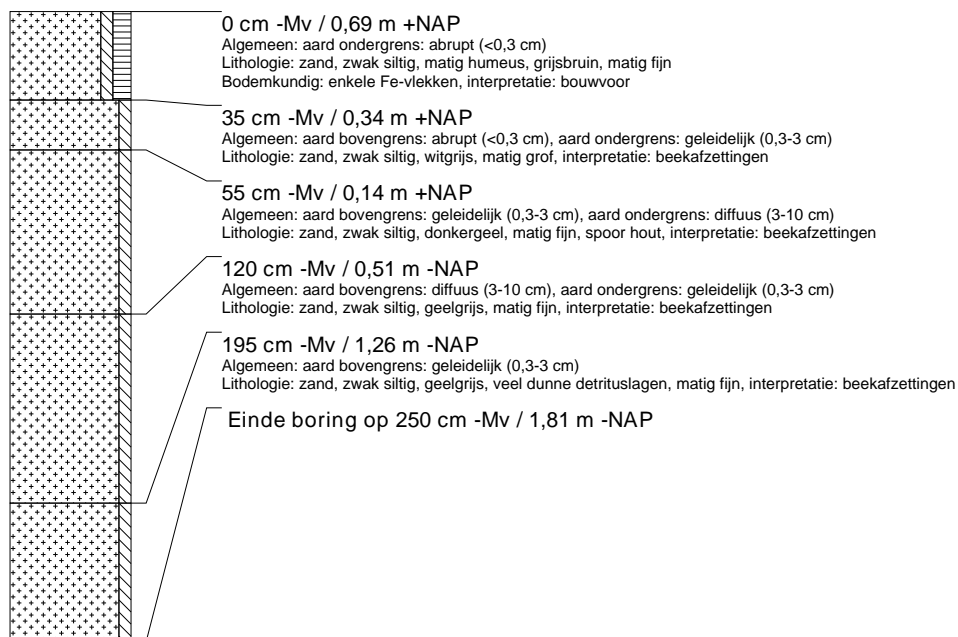 0 cm -Mv / 0,69 m +NAP
Algemeen: aard ondergrens: abrupt (<0,3 cm)
Lithologie: zand, zwak siltig, matig humeus, grijsbruin, matig fijn
Bodemkundig: enkele Fe-vlekken, interpretatie: bouwvoor
35 cm -Mv / 0,34 m +NAP
Algemeen: aard bovengrens: abrupt (<0,3 cm), aard ondergrens: geleidelijk (0,3-3 cm)
Lithologie: zand, zwak siltig, witgrijs, matig grof, interpretatie: beekafzettingen
55 cm -Mv / 0,14 m +NAP
Algemeen: aard bovengrens: geleidelijk (0,3-3 cm), aard ondergrens: diffuus (3-10 cm)
Lithologie: zand, zwak siltig, donkergeel, matig fijn, spoor hout, interpretatie: beekafzettingen
120 cm -Mv / 0,51 m -NAP
Algemeen: aard bovengrens: diffuus (3-10 cm), aard ondergrens: geleidelijk (0,3-3 cm)
Lithologie: zand, zwak siltig, geelgrijs, matig fijn, interpretatie: beekafzettingen
195 cm -Mv / 1,26 m -NAP
Algemeen: aard bovengrens: geleidelijk (0,3-3 cm)
Lithologie: zand, zwak siltig, geelgrijs, veel dunne detrituslagen, matig fijn, interpretatie: beekafzettingen
Einde boring op 250 cm -Mv / 1,81 m -NAP